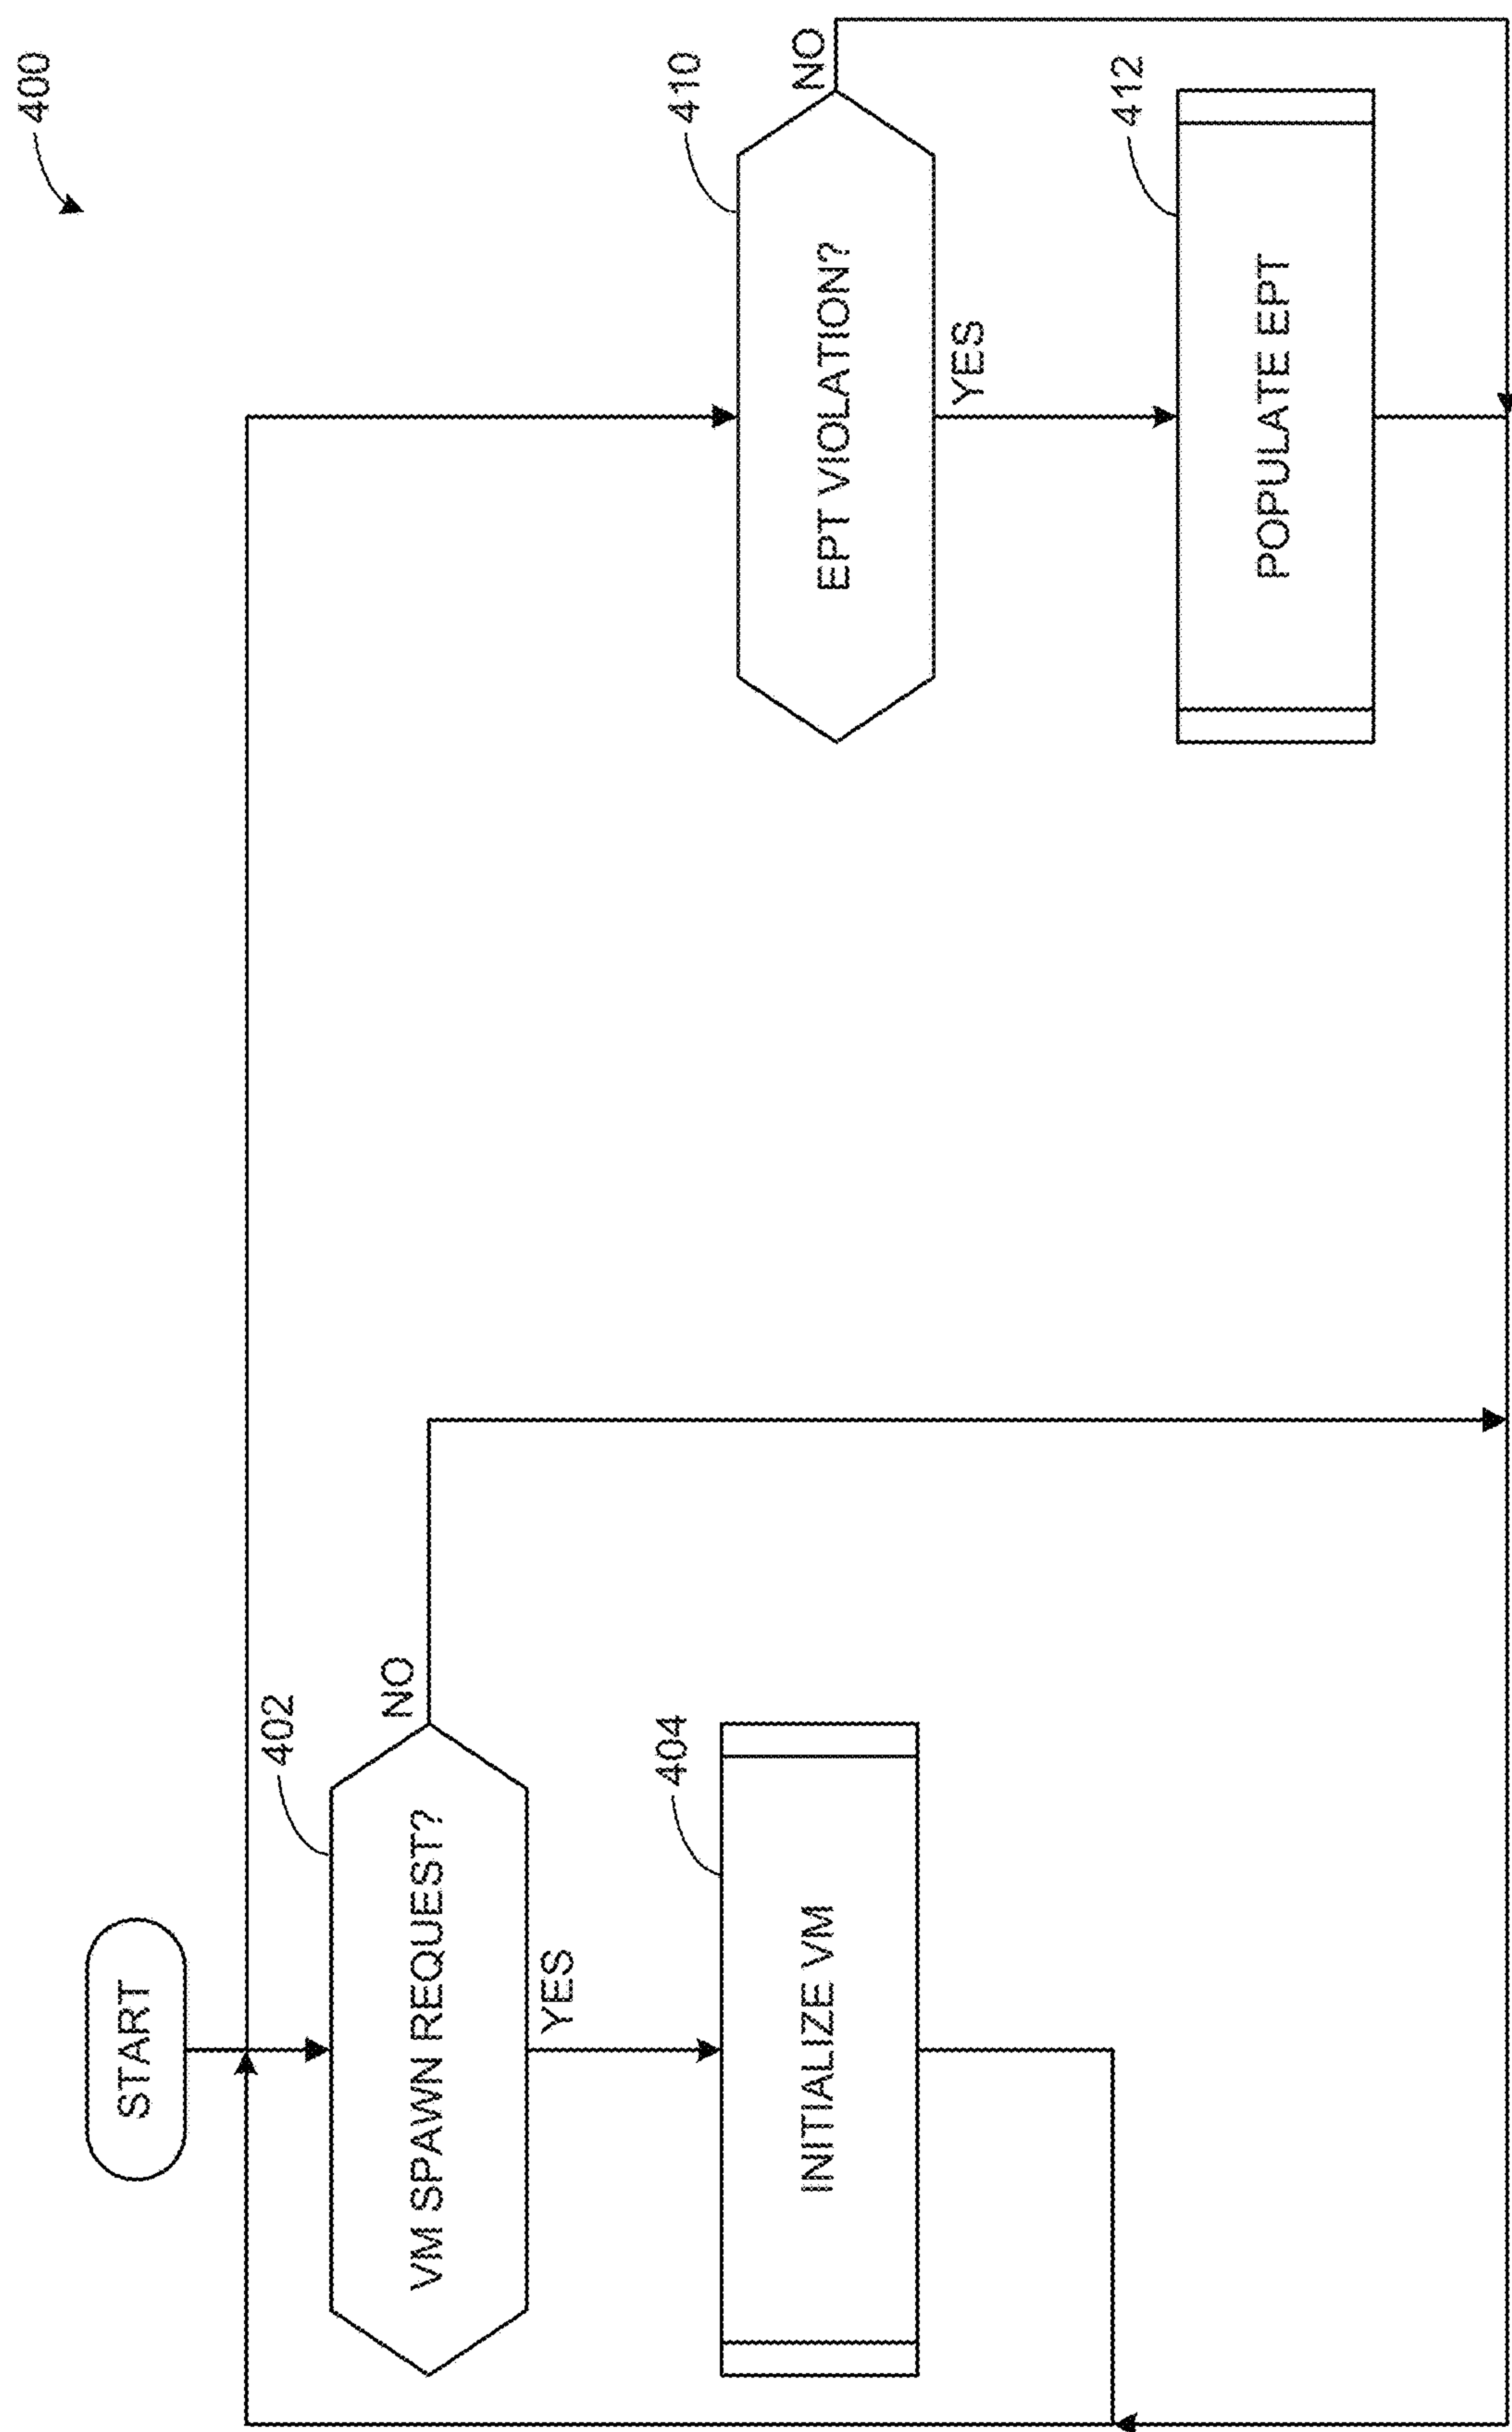 400
START
402
VM SPAWN REQUEST?
NO
YES
404
INITIALIZE VM
410
EPT VIOLATION?
NO
YES
412
POPULATE EPT